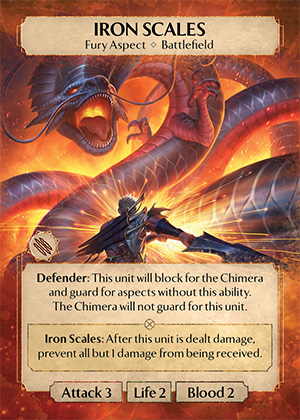 IRON SCALES
Fury Aspect ⋄ Battlefield
Defender: This unit will block for the Chimera
and guard for aspects without this ability.
The Chimera will not guard for this unit.
Iron Scales: After this unit is dealt damage,
prevent all but 1 damage from being received.
Attack 3
Life 2
Blood 2